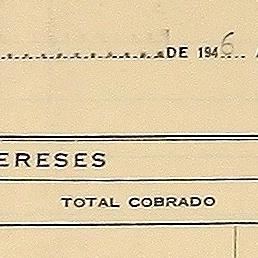 DE 1946
ERESES
TOTAL COBRADO